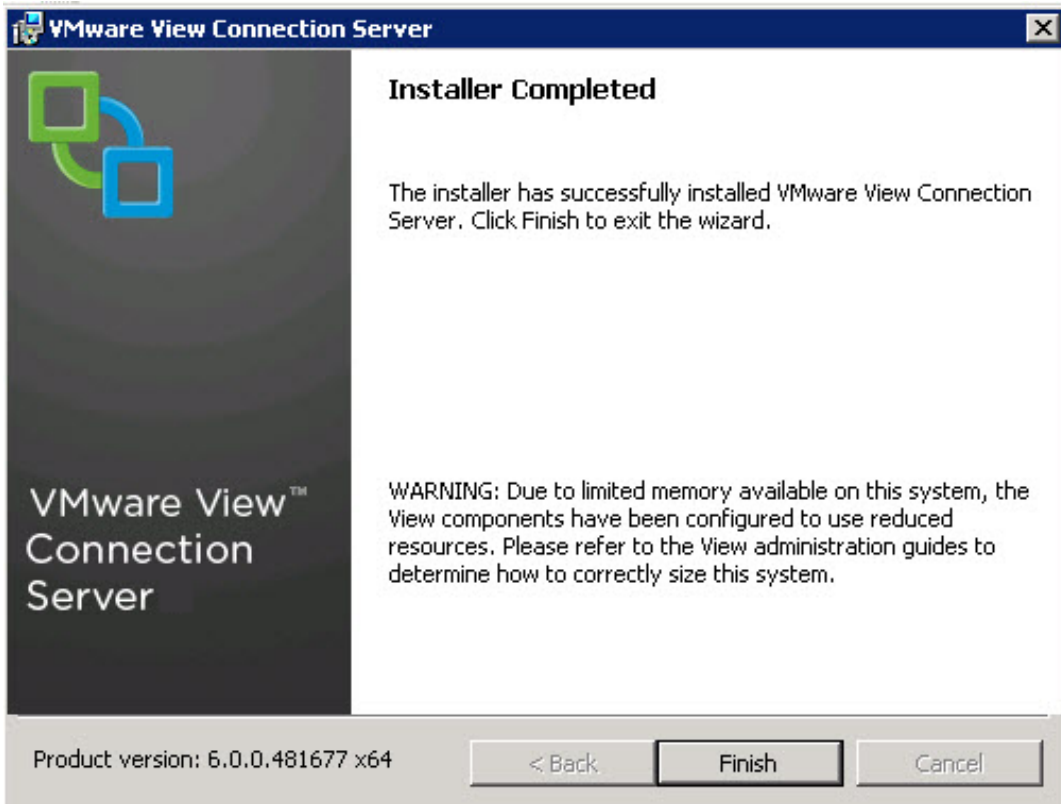 VMware View Connection Server
Installer Completed
The installer has successfully installed VMware View Connection
Server. Click Finish to exit the wizard.
VMware View™
Connection
Server
WARNING: Due to limited memory available on this system, the
View components have been configured to use reduced
resources. Please refer to the View administration guides to
determine how to correctly size this system.
Product version: 6.0.0.481677 x64
< Back
Finish
Cancel